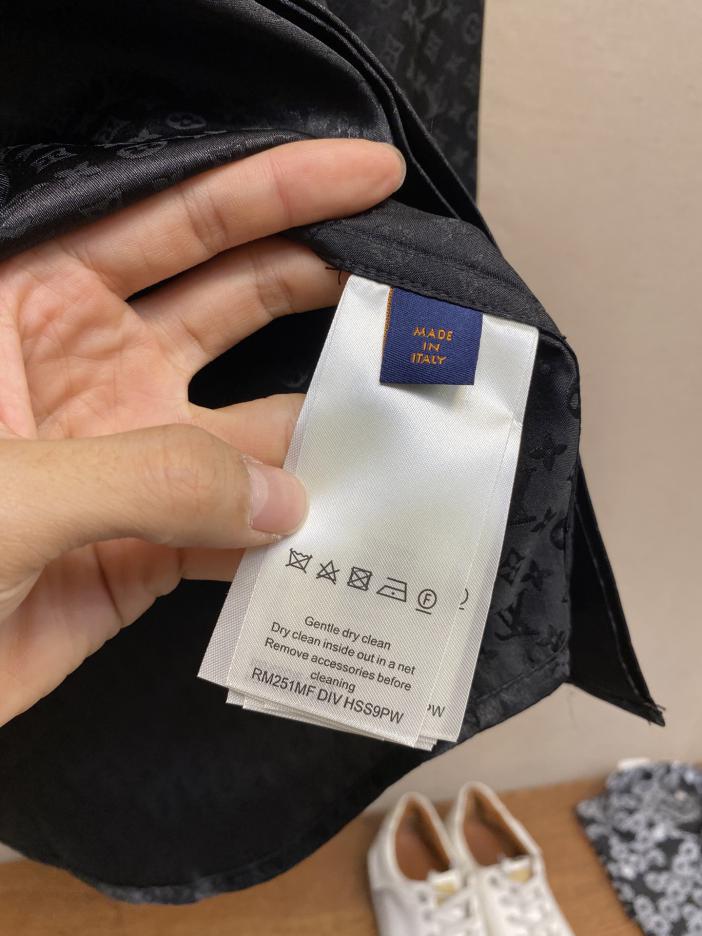 MADE
IN
ITALY
F
Gentle dry clean
Dry clean inside out in a net
Remove accessories before
cleaning
RM251MF DIV HSS9PW
PW